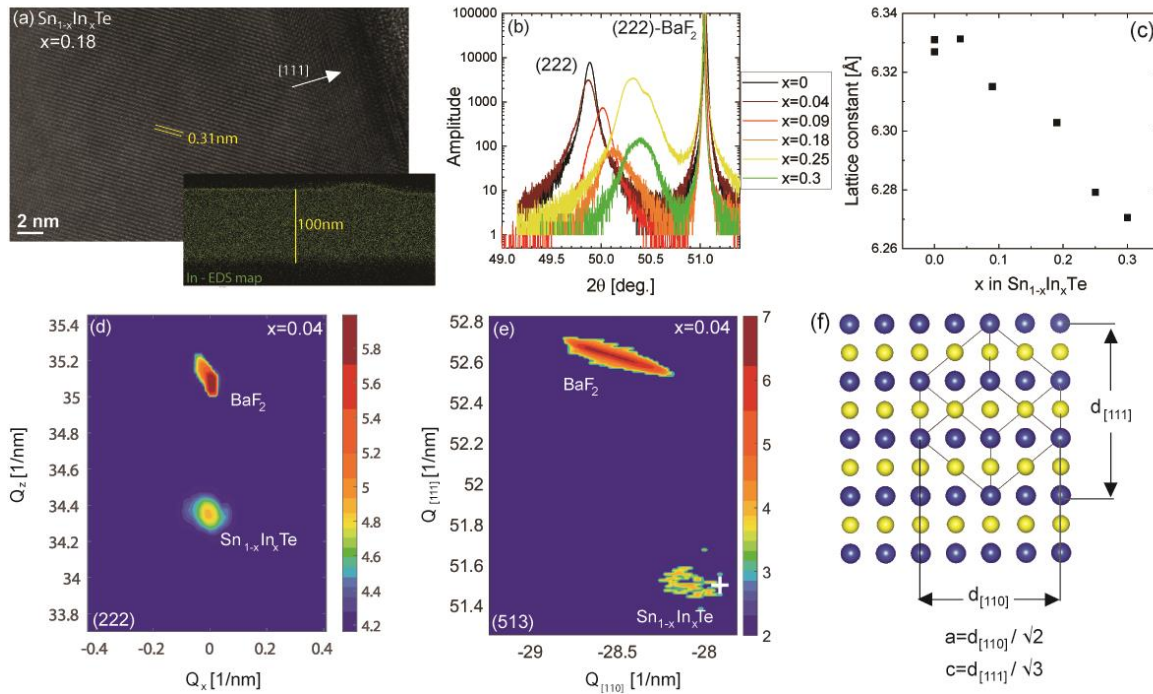 (a) Sn1-xInxTe
x=0.18
[111]
0.31nm
2 nm
100nm
In - EDS map
(b)
(222)-BaF2
(222)
x=0
x=0.04
x=0.09
x=0.18
x=0.25
x=0.3
Amplitude
100000
10000
1000
100
10
1
49.0 49.5 50.0 50.5 51.0
2θ [deg.]
(c)
Lattice constant [Å]
6.34
6.32
6.30
6.28
6.26
0.0 0.1 0.2 0.3
x in Sn1-xInxTe
(d) x=0.04
BaF2
Sn1-xInxTe
(222)
Qz [1/nm]
35.4
35.2
35
34.8
34.6
34.4
34.2
34
33.8
-0.4 -0.2 0 0.2 0.4
Qx [1/nm]
5.8
5.6
5.4
5.2
5
4.8
4.6
4.4
4.2
(e) x=0.04
BaF2
Sn1-xInxTe
(513)
Q[111] [1/nm]
52.8
52.6
52.4
52.2
52
51.8
51.6
51.4
-29 -28.5 -28
Q[110] [1/nm]
7
6
5
4
3
2
(f)
d[111]
d[110]
a=d[110] / √2
c=d[111] / √3